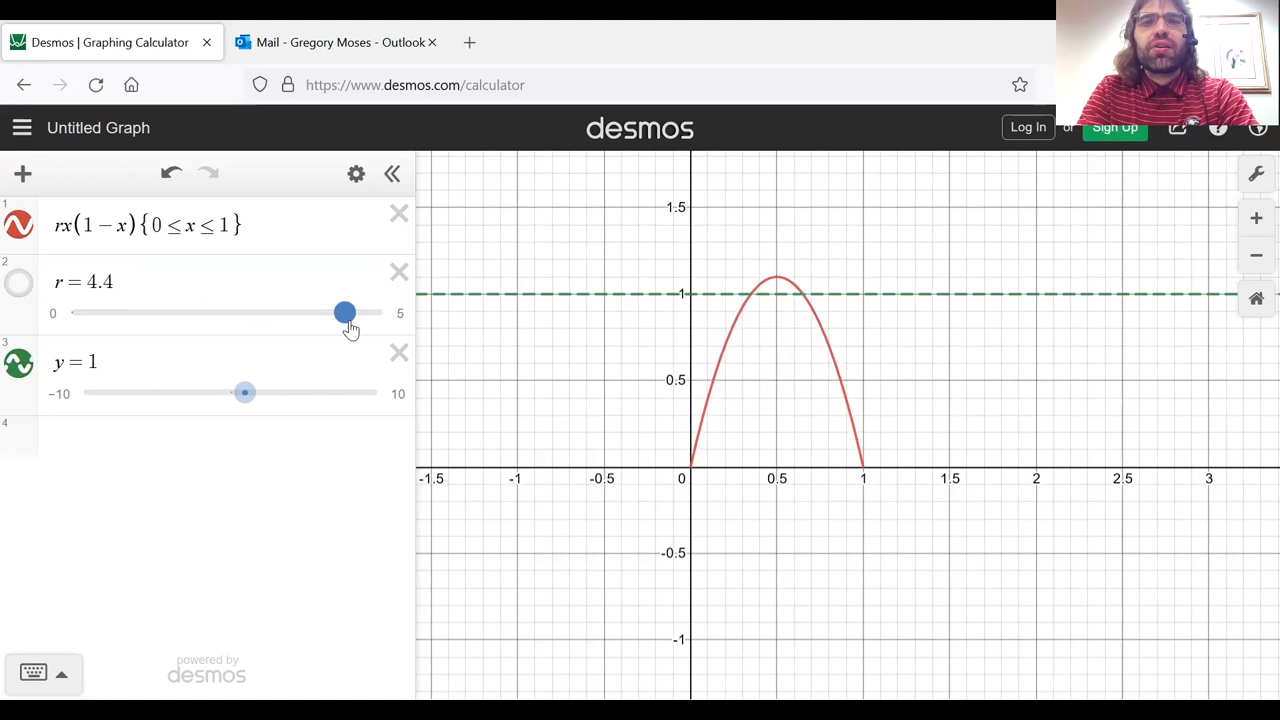 Desmos | Graphing Calculator
Mail - Gregory Moses - Outlook
https://www.desmos.com/calculator
Untitled Graph
desmos
Log In or Sign Up
1
rx(1 − x){0 ≤ x ≤ 1}
2
r = 4.4
0 5
3
y = 1
−10 10
4
1.5
1
0.5
-1.5 -1 -0.5 0 0.5 1 1.5 2 2.5 3
-0.5
-1
powered by
desmos